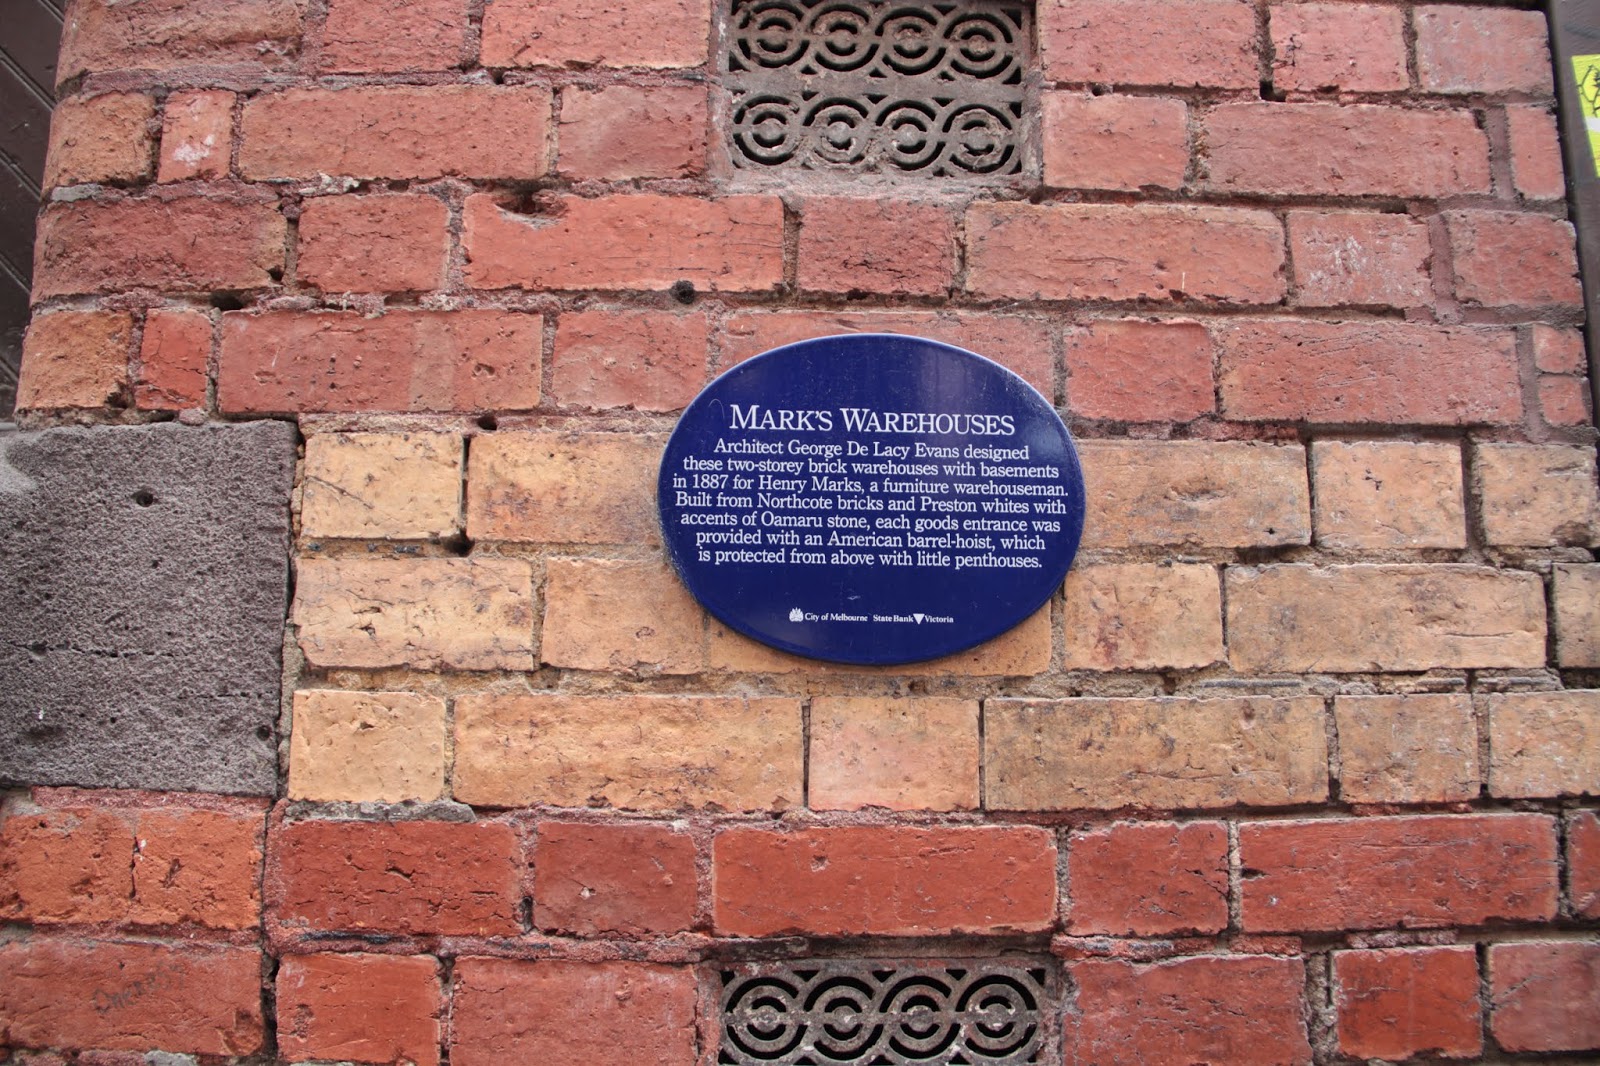 MARK'S WAREHOUSES
Architect George De Lacy Evans designed
these two-storey brick warehouses with basements
in 1887 for Henry Marks, a furniture warehouseman.
Built from Northcote bricks and Preston whites with
accents of Oamaru stone, each goods entrance was
provided with an American barrel-hoist, which
is protected from above with little penthouses.
City of Melbourne State Bank Victoria